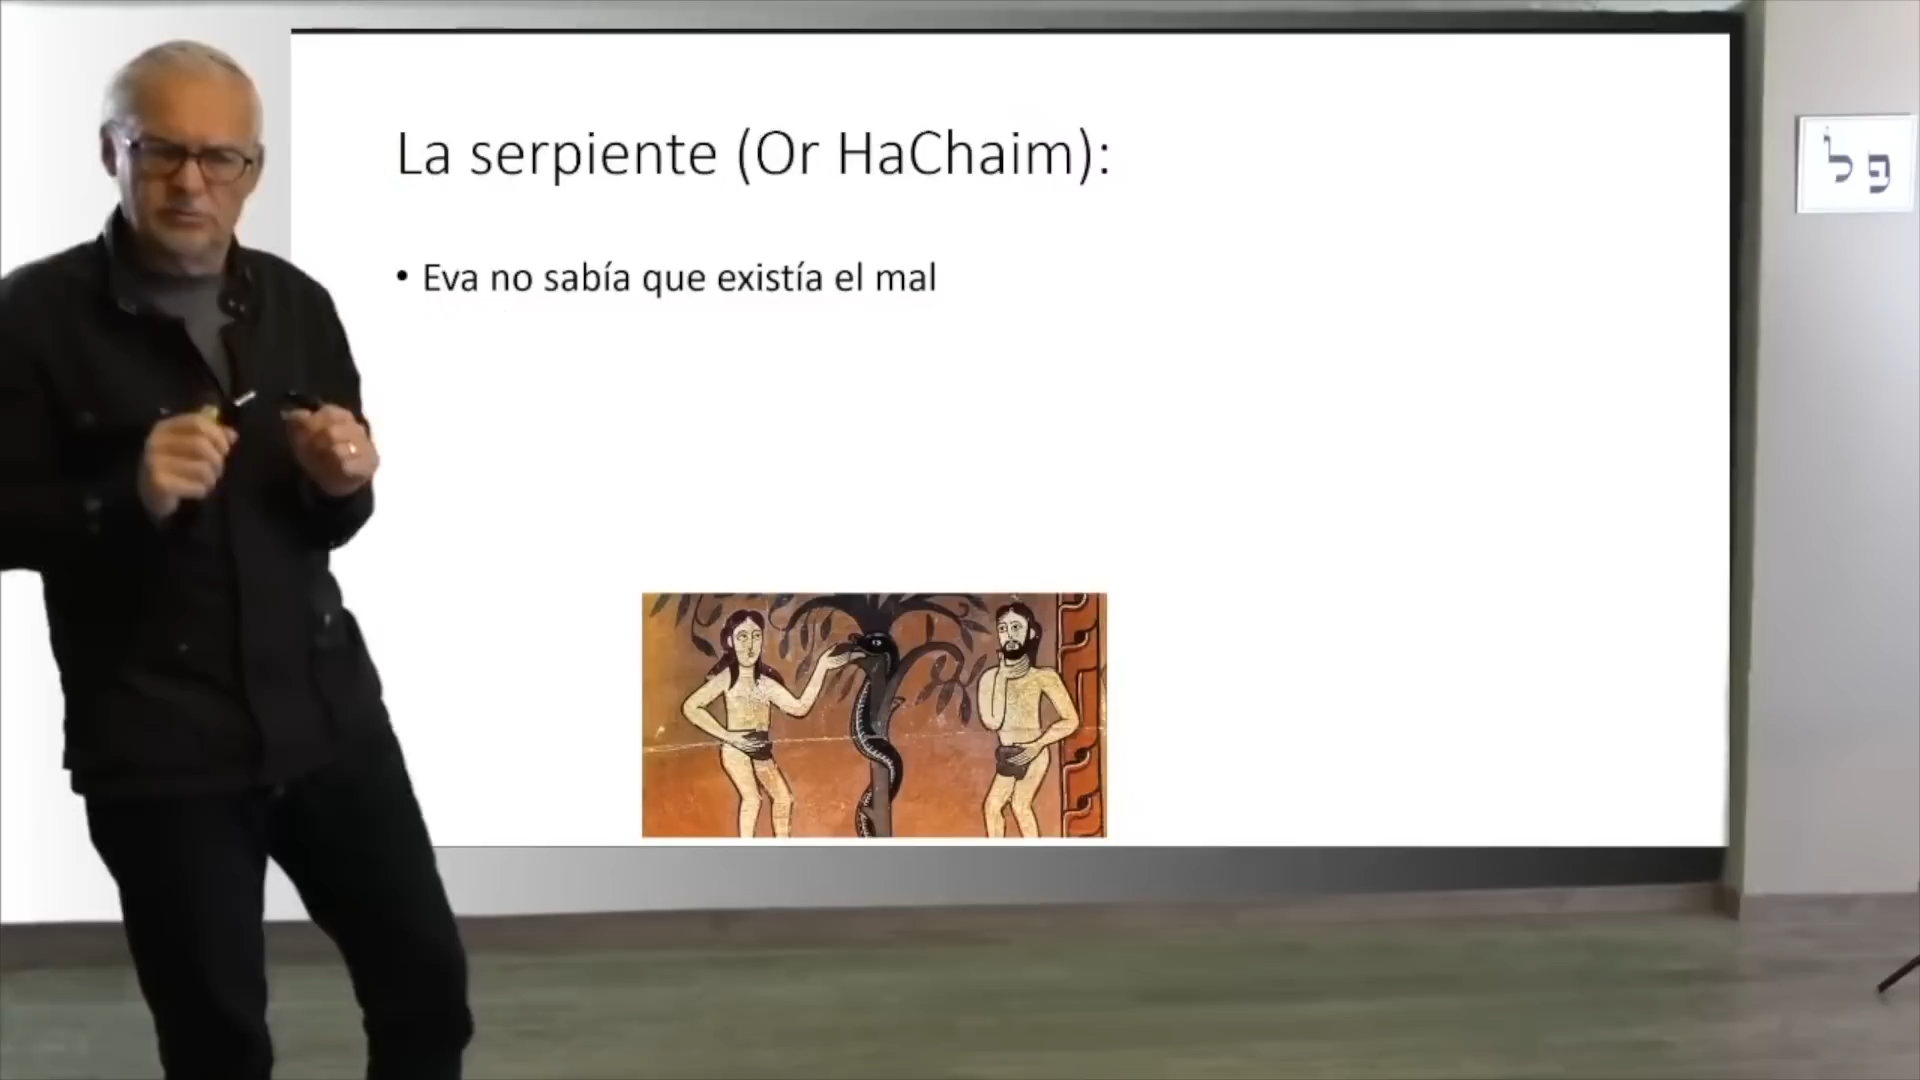 La serpiente (Or HaChaim):
• Eva no sabía que existía el mal
פ לֹ